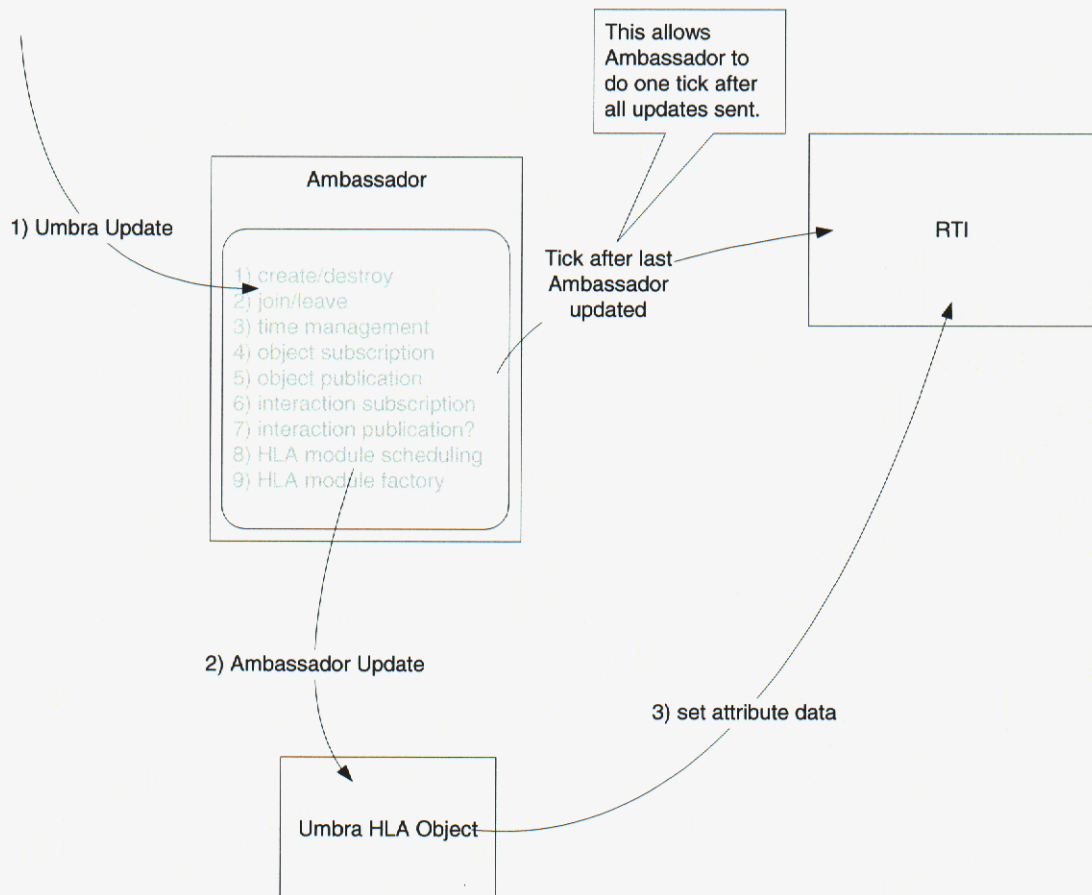 This allows
Ambassador to
do one tick after
all updates sent.
Ambassador
1) Umbra Update
RTI
Tick after last
Ambassador
updated
1) create/destroy
2) join/leave
3) time management
4) object subscription
5) object publication
6) interaction subscription
7) interaction publication?
8) HLA module scheduling
9) HLA module factory
2) Ambassador Update
3) set attribute data
Umbra HLA Object